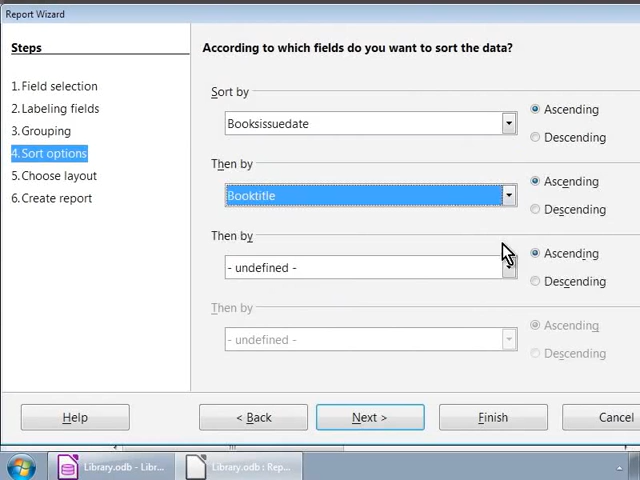 Report Wizard
Steps
1.Field selection
2.Labeling fields
3.Grouping
4.Sort options
5.Choose layout
6.Create report
According to which fields do you want to sort the data?
Sort by
Booksissuedate
Ascending
Descending
Then by
Booktitle
Ascending
Descending
Then by
- undefined -
Ascending
Descending
Then by
- undefined -
Ascending
Descending
Help
< Back
Next >
Finish
Cancel
Library.odb - Libr...
Library.odb : Rep...